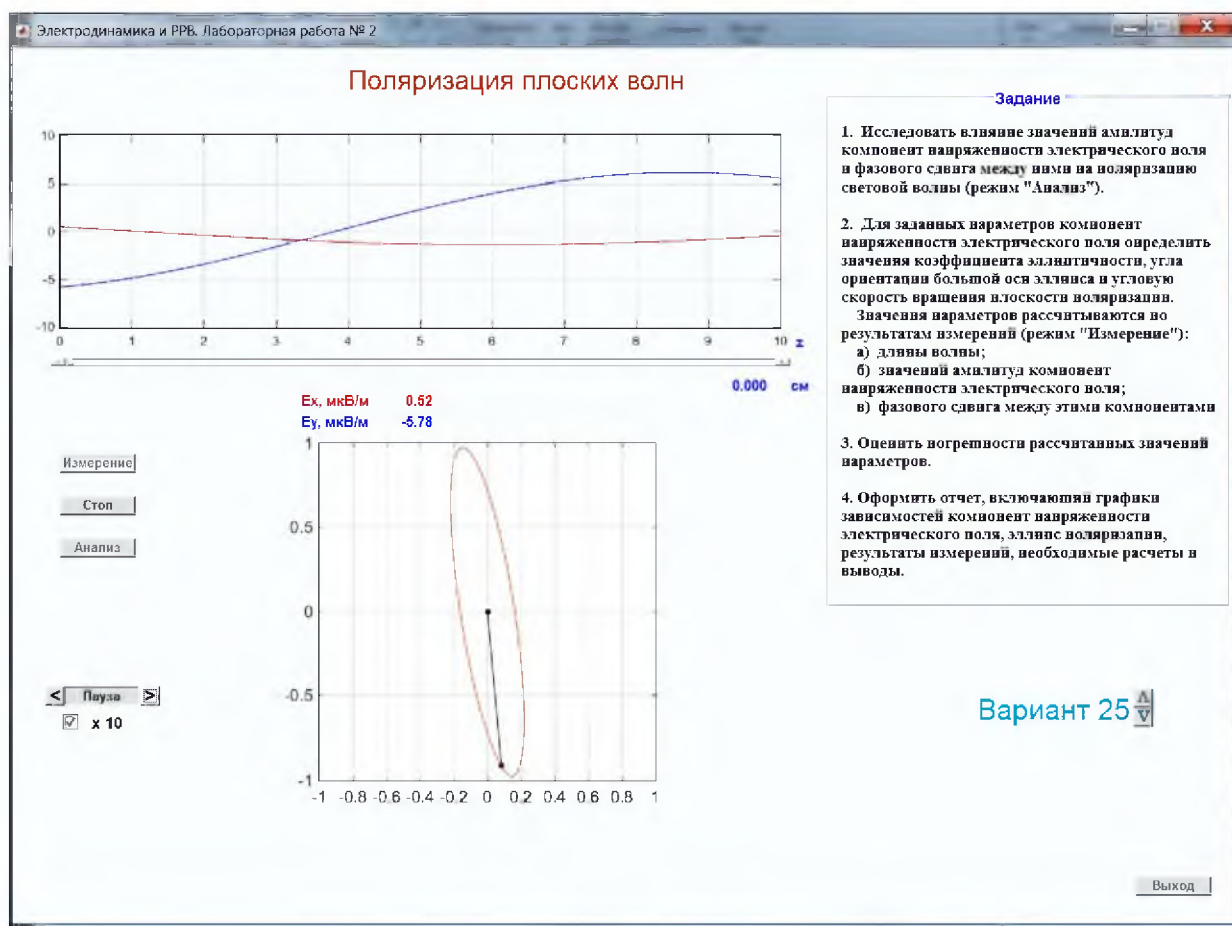 Электродинамика и РРВ. Лабораторная работа № 2
Поляризация плоских волн
10
5
0
-5
-10
0 1 2 3 4 5 6 7 8 9 10 z
0.000 см
Ex, мкВ/м 0.52
Ey, мкВ/м -5.78
Измерение
Стоп
Анализ
< Пауза >
x 10
1
0.5
0
-0.5
-1
-1 -0.8 -0.6 -0.4 -0.2 0 0.2 0.4 0.6 0.8 1
Задание
1. Исследовать влияние значений амплитуд
компонент напряженности электрического поля
и фазового сдвига между ними на поляризацию
световой волны (режим "Анализ").
2. Для заданных параметров компонент
напряженности электрического поля определить
значения коэффициента эллиптичности, угла
ориентации большой оси эллипса и угловую
скорость вращения плоскости поляризации.
Значения параметров рассчитываются по
результатам измерений (режим "Измерение"):
а) длины волны;
б) значений амплитуд компонент
напряженности электрического поля;
в) фазового сдвига между этими компонентами
3. Оценить погрешности рассчитанных значений
параметров.
4. Оформить отчет, включающий графики
зависимостей компонент напряженности
электрического поля, эллипс поляризации,
результаты измерений, необходимые расчеты и
выводы.
Вариант 25
Выход